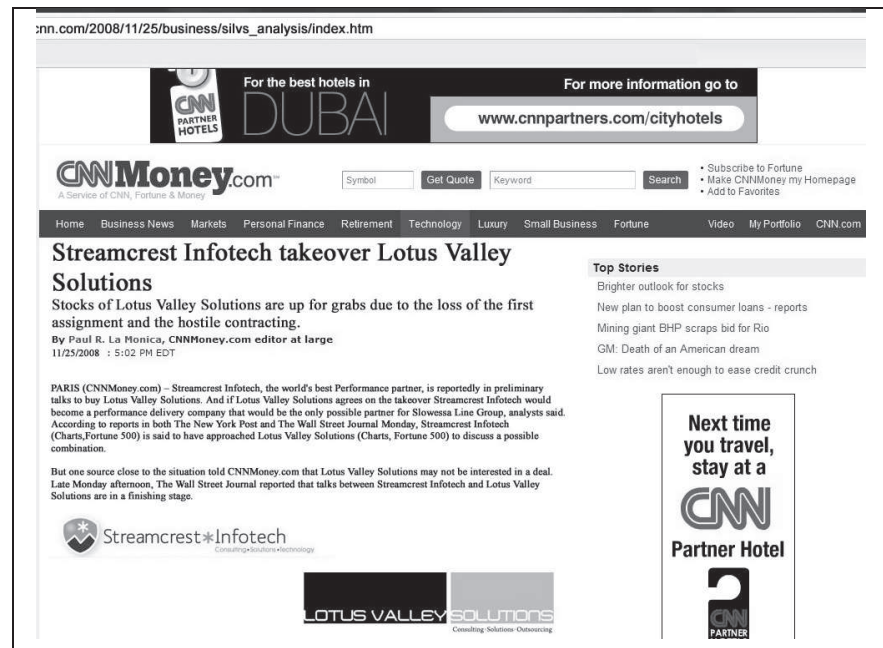 cnn.com/2008/11/25/business/silvs_analysis/index.htm
CNN
PARTNER
HOTELS
For the best hotels in
DUBAI
For more information go to
www.cnnpartners.com/cityhotels
CNNMoney.com
A Service of CNN, Fortune & Money
Symbol
Get Quote
Keyword
Search
• Subscribe to Fortune
• Make CNNMoney my Homepage
• Add to Favorites
Home Business News Markets Personal Finance Retirement Technology Luxury Small Business Fortune Video My Portfolio CNN.com
Streamcrest Infotech takeover Lotus Valley
Solutions
Stocks of Lotus Valley Solutions are up for grabs due to the loss of the first
assignment and the hostile contracting.
By Paul R. La Monica, CNNMoney.com editor at large
11/25/2008 : 5:02 PM EDT
PARIS (CNNMoney.com) – Streamcrest Infotech, the world's best Performance partner, is reportedly in preliminary
talks to buy Lotus Valley Solutions. And if Lotus Valley Solutions agrees on the takeover Streamcrest Infotech would
become a performance delivery company that would be the only possible partner for Slowessa Line Group, analysts said.
According to reports in both The New York Post and The Wall Street Journal Monday, Streamcrest Infotech
(Charts,Fortune 500) is said to have approached Lotus Valley Solutions (Charts, Fortune 500) to discuss a possible
combination.
But one source close to the situation told CNNMoney.com that Lotus Valley Solutions may not be interested in a deal.
Late Monday afternoon, The Wall Street Journal reported that talks between Streamcrest Infotech and Lotus Valley
Solutions are in a finishing stage.
Streamcrest*Infotech
Consulting•Solutions•Technology
LOTUS VALLEY SOLUTIONS
Consulting·Solutions·Outsourcing
Top Stories
Brighter outlook for stocks
New plan to boost consumer loans - reports
Mining giant BHP scraps bid for Rio
GM: Death of an American dream
Low rates aren't enough to ease credit crunch
Next time
you travel,
stay at a
CNN
Partner Hotel
CNN
PARTNER